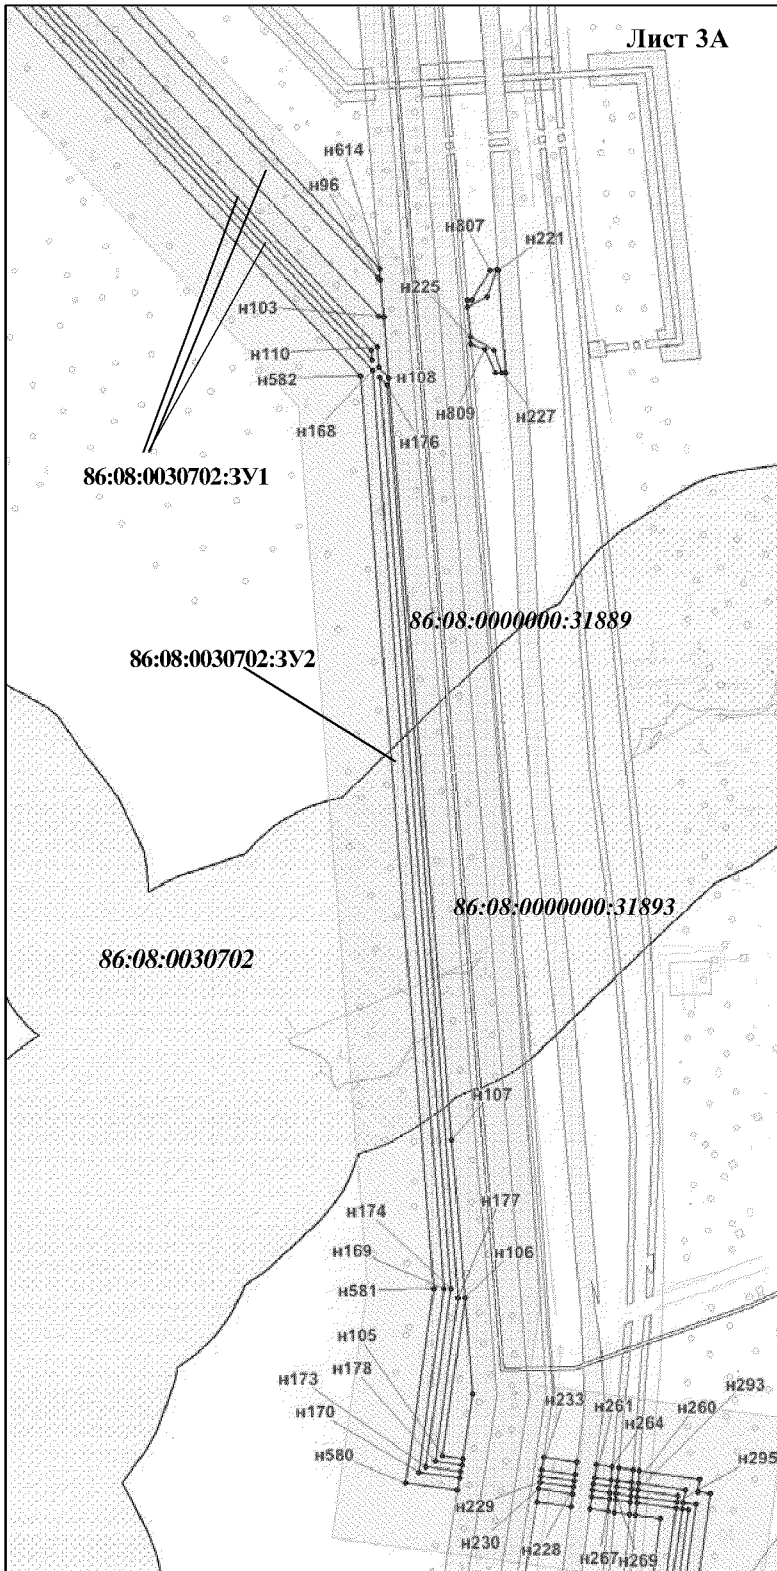 Лист 3А
н614
н96
н807
н221
н225
н103
н110
н582
н108
н809
н227
н168
н176
86:08:0030702:ЗУ1
86:08:0000000:31889
86:08:0030702:ЗУ2
86:08:0000000:31893
86:08:0030702
н107
н177
н174
н106
н169
н581
н105
н178
н173
н170
н580
н233
н261
н264
н260
н293
н295
н229
н230
н228
н267
н269